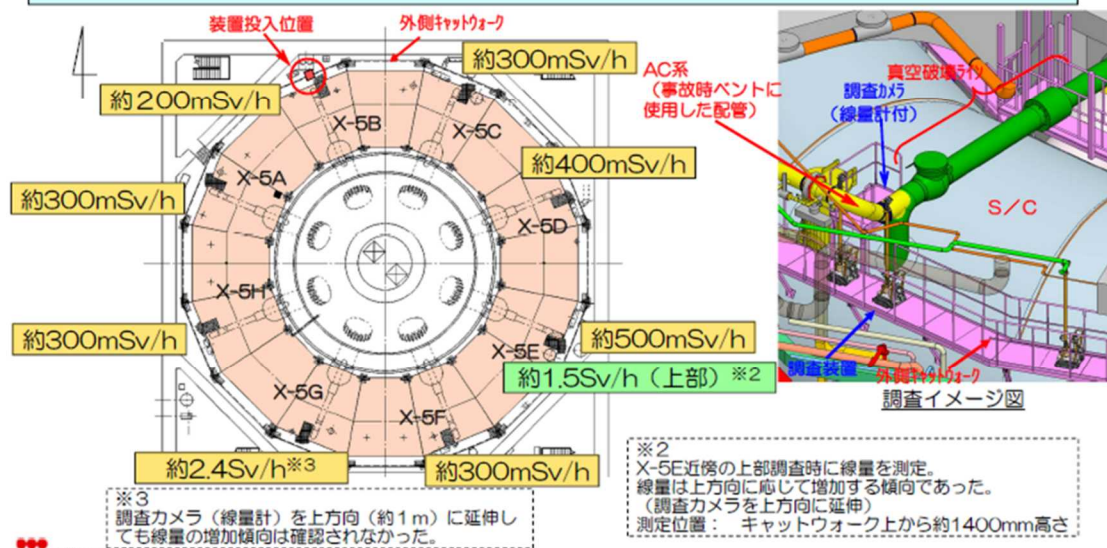 装置投入位置
外側キャットウォーク
約300mSv/h
約200mSv/h
X-5B
X-5C
約400mSv/h
X-5A
約300mSv/h
X-5D
X-5H
約300mSv/h
X-5E
約500mSv/h
約1.5Sv/h（上部）※2
X-5G
X-5F
約2.4Sv/h※3
約300mSv/h
AC系
（事故時ベントに
使用した配管）
真空破壊ライン
調査カメラ
（線量計付）
S／C
調査装置
外側キャットウォーク
調査イメージ図
※3
調査カメラ（線量計）を上方向（約1m）に延伸し
ても線量の増加傾向は確認されなかった。
※2
X-5E近傍の上部調査時に線量を測定。
線量は上方向に応じて増加する傾向であった。
（調査カメラを上方向に延伸）
測定位置：　キャットウォーク上から約1400mm高さ